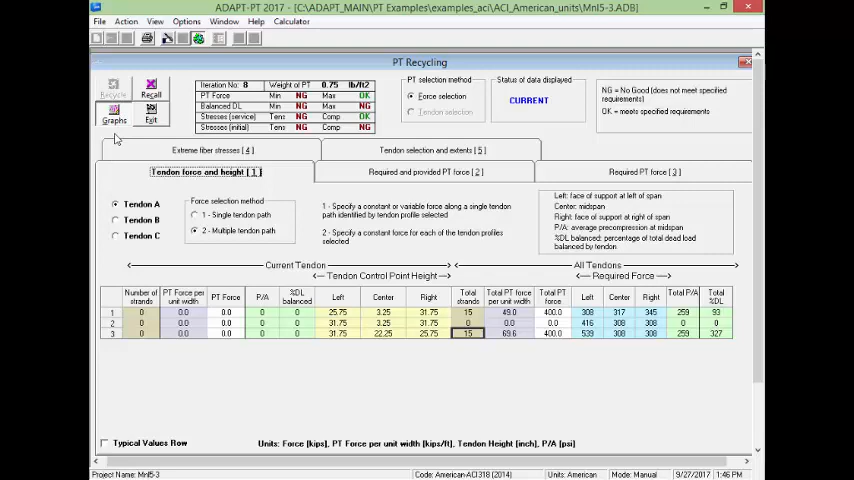 ADAPT-PT 2017 - [C:\ADAPT_MAIN\PT Examples\examples_aci\ACI_American_units\Mnl5-3.ADB]
File Action View Options Window Help Calculator
PT Recycling
Recycle Recall
Graphs Exit
Iteration No: 8 Weight of PT 0.75 lb/ft2
PT Force Min NG Max OK
Balanced DL Min NG Max NG
Stresses (service) Tens NG Comp OK
Stresses (initial) Tens NG Comp NG
PT selection method
Force selection
Tendon selection
Status of data displayed
CURRENT
NG = No Good (does not meet specified requirements)
OK = meets specified requirements
Extreme fiber stresses [ 4 ] Tendon selection and extents [ 5 ]
Tendon force and height [ 1 ] Required and provided PT force [ 2 ] Required PT force [ 3 ]
Tendon A
Tendon B
Tendon C
Force selection method
1 - Single tendon path
2 - Multiple tendon path
1 - Specify a constant or variable force along a single tendon
path identified by tendon profile selected
2 - Specify a constant force for each of the tendon profiles
selected
Left: face of support at left of span
Center: midspan
Right: face of support at right of span
P/A: average precompression at midspan
%DL balanced: percentage of total dead load
balanced by tendon
Current Tendon All Tendons
Tendon Control Point Height Required Force
Number of strands PT Force per unit width PT Force P/A %DL balanced Left Center Right Total strands Total PT force per unit width Total PT force Left Center Right Total P/A Total %DL
1 0 0.0 0.0 0 0 25.75 3.25 31.75 15 49.0 400.0 308 317 345 259 93
2 0 0.0 0.0 0 0 31.75 3.25 31.75 0 0.0 0.0 416 308 308 0 0
3 0 0.0 0.0 0 0 31.75 22.25 25.75 15 69.6 400.0 539 308 308 259 327
Typical Values Row Units: Force [kips], PT Force per unit width [kips/ft], Tendon Height [inch], P/A [psi]
Project Name: Mnl5-3 Code: American-ACI318 (2014) Units: American Mode: Manual 9/27/2017 1:46 PM